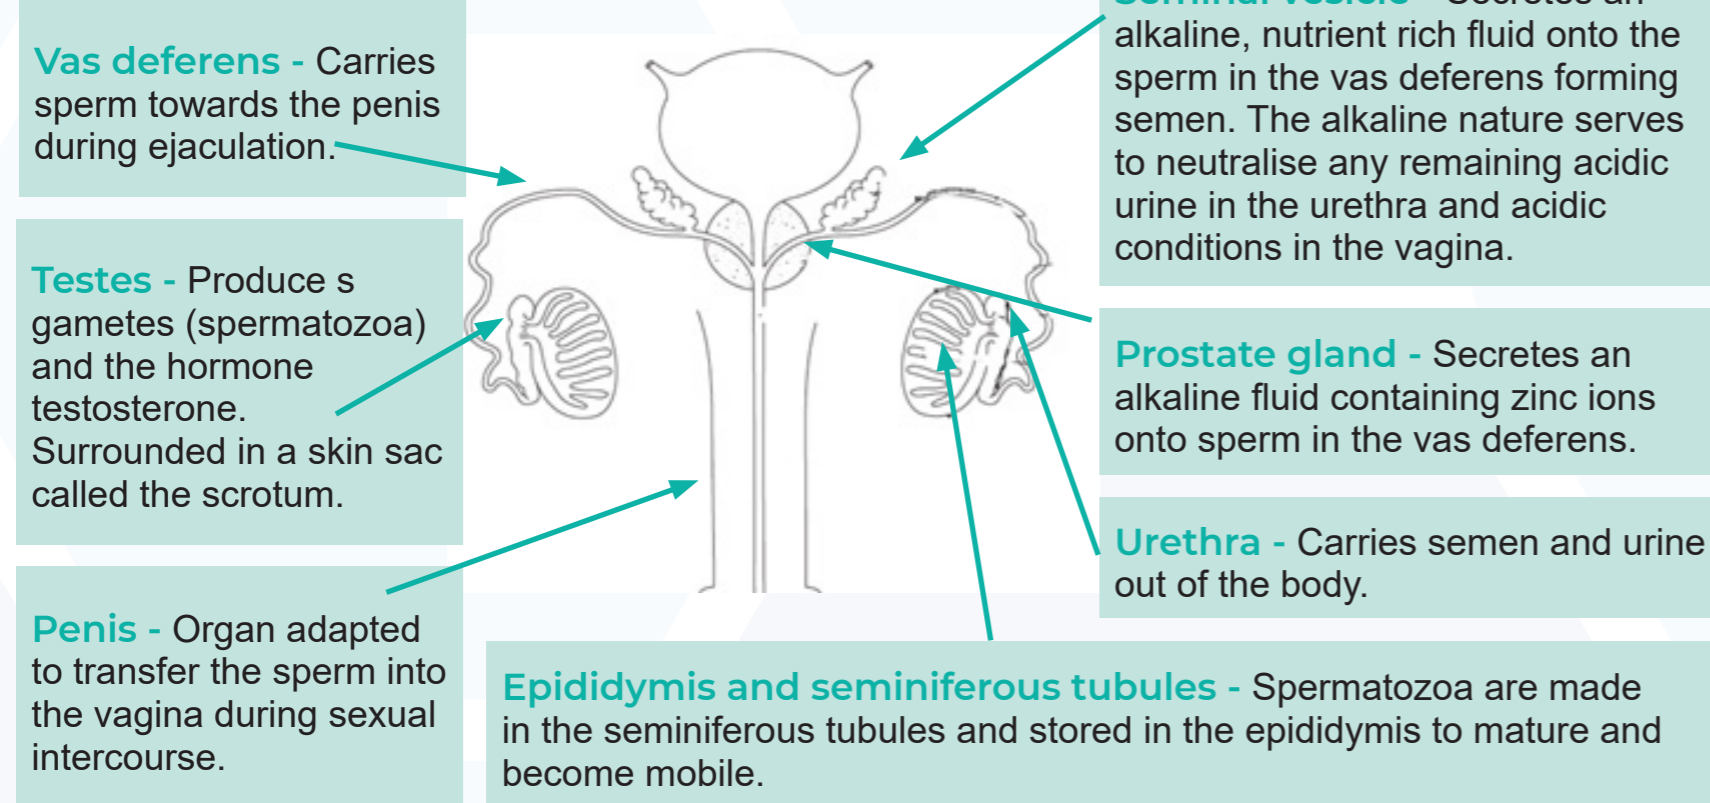 Vas deferens - Carries
sperm towards the penis
during ejaculation.
Testes - Produce s
gametes (spermatozoa)
and the hormone
testosterone.
Surrounded in a skin sac
called the scrotum.
Penis - Organ adapted
to transfer the sperm into
the vagina during sexual
intercourse.
Seminal vesicle - Secretes an
alkaline, nutrient rich fluid onto the
sperm in the vas deferens forming
semen. The alkaline nature serves
to neutralise any remaining acidic
urine in the urethra and acidic
conditions in the vagina.
Prostate gland - Secretes an
alkaline fluid containing zinc ions
onto sperm in the vas deferens.
Urethra - Carries semen and urine
out of the body.
Epididymis and seminiferous tubules - Spermatozoa are made
in the seminiferous tubules and stored in the epididymis to mature and
become mobile.